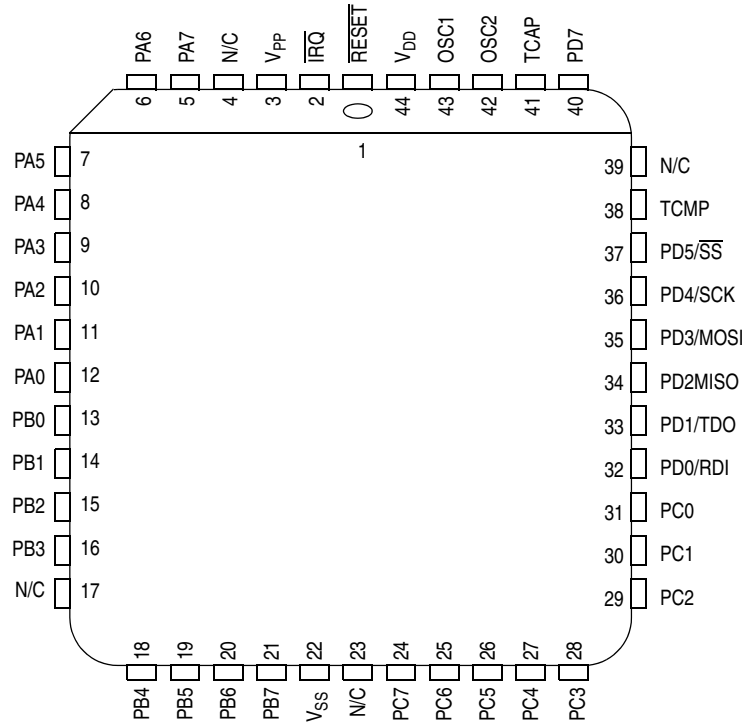 PA6 PA7 N/C VPP IRQ RESET VDD OSC1 OSC2 TCAP PD7
6 5 4 3 2 44 43 42 41 40
1
PA5 7
PA4 8
PA3 9
PA2 10
PA1 11
PA0 12
PB0 13
PB1 14
PB2 15
PB3 16
N/C 17
39 N/C
38 TCMP
37 PD5/SS
36 PD4/SCK
35 PD3/MOSI
34 PD2MISO
33 PD1/TDO
32 PD0/RDI
31 PC0
30 PC1
29 PC2
18 19 20 21 22 23 24 25 26 27 28
PB4 PB5 PB6 PB7 VSS N/C PC7 PC6 PC5 PC4 PC3